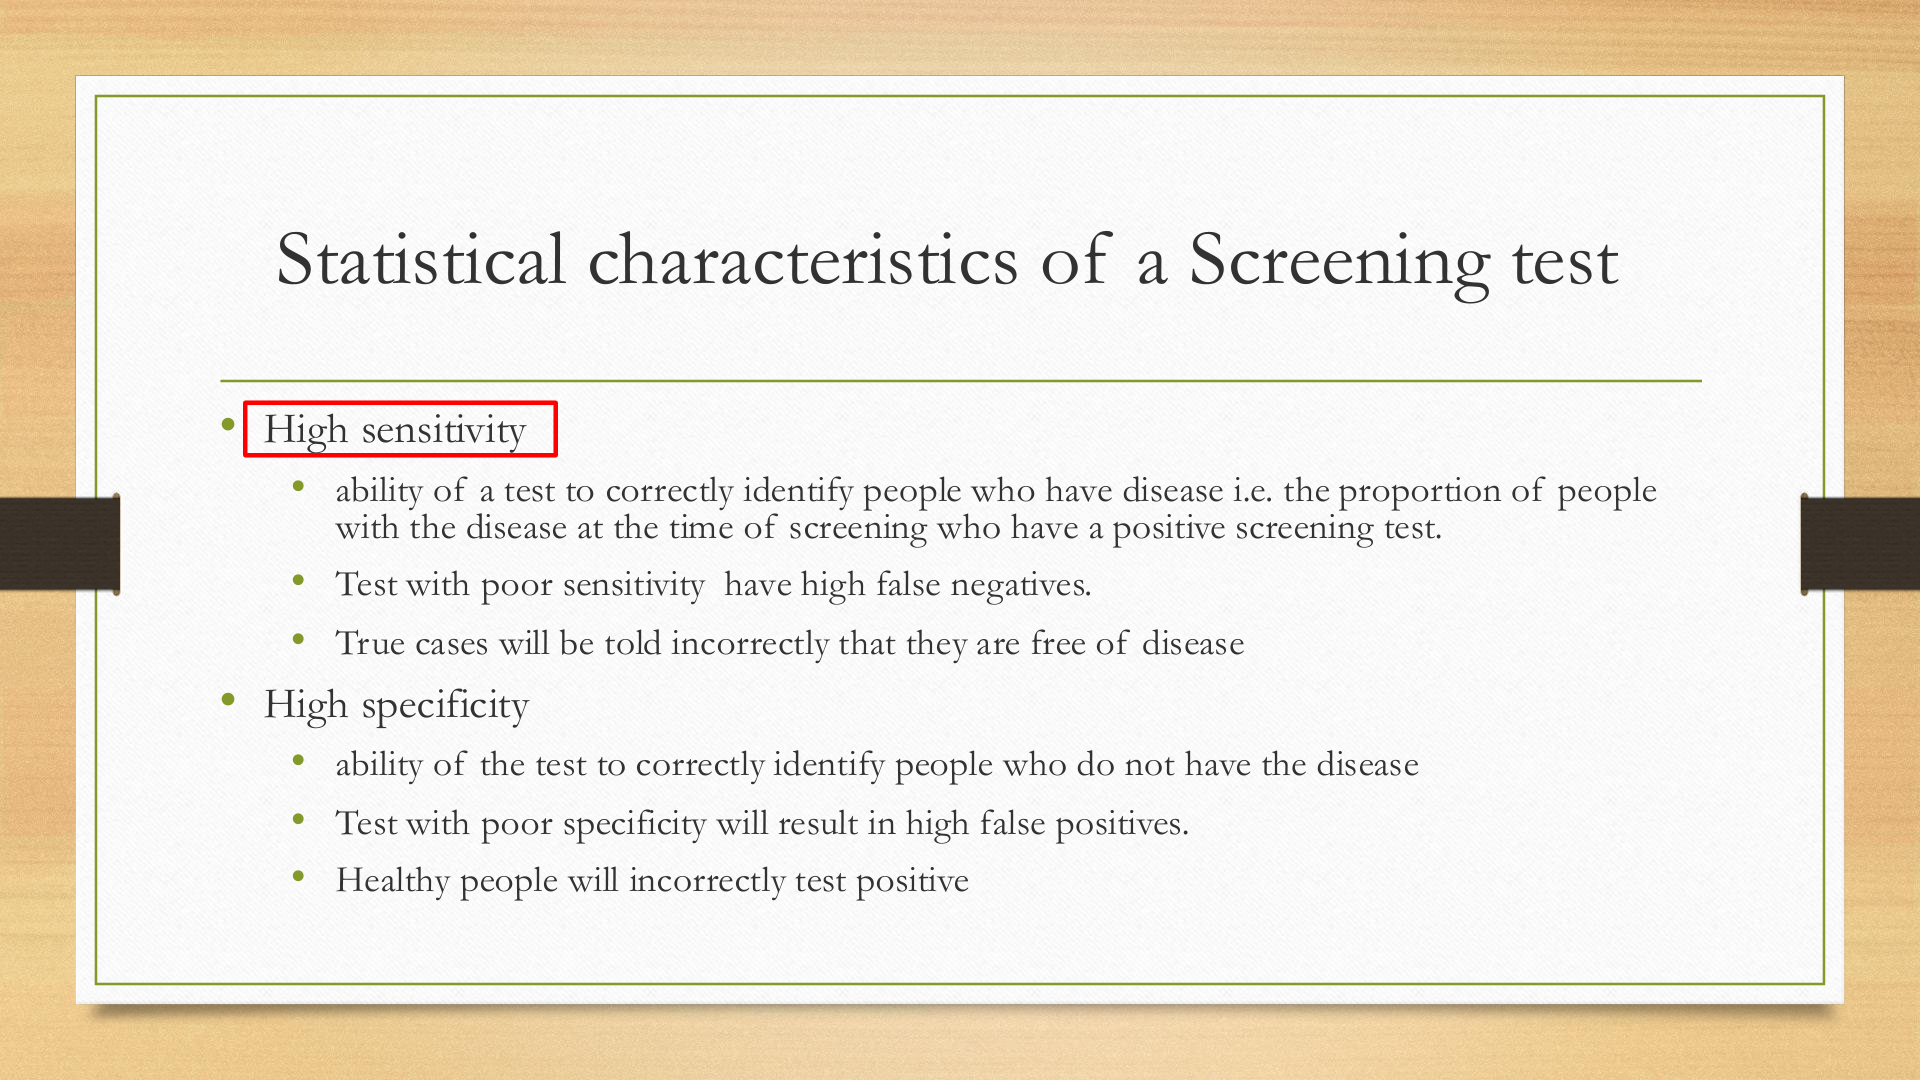 Statistical characteristics of a Screening test
• High sensitivity
• ability of a test to correctly identify people who have disease i.e. the proportion of people
with the disease at the time of screening who have a positive screening test.
• Test with poor sensitivity  have high false negatives.
• True cases will be told incorrectly that they are free of disease
• High specificity
• ability of the test to correctly identify people who do not have the disease
• Test with poor specificity will result in high false positives.
• Healthy people will incorrectly test positive